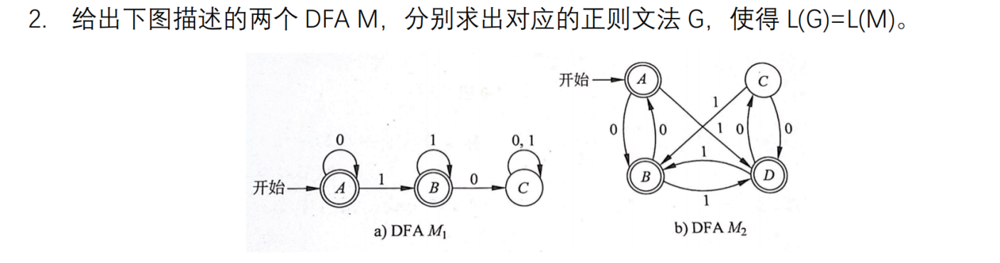 2. 给出下图描述的两个 DFA M，分别求出对应的正则文法 G，使得 L(G)=L(M)。
开始 A C
1
0 0 1 0 0
0 1 0, 1
1
开始 A 1 B 0 C B D
1
a) DFA M₁ b) DFA M₂